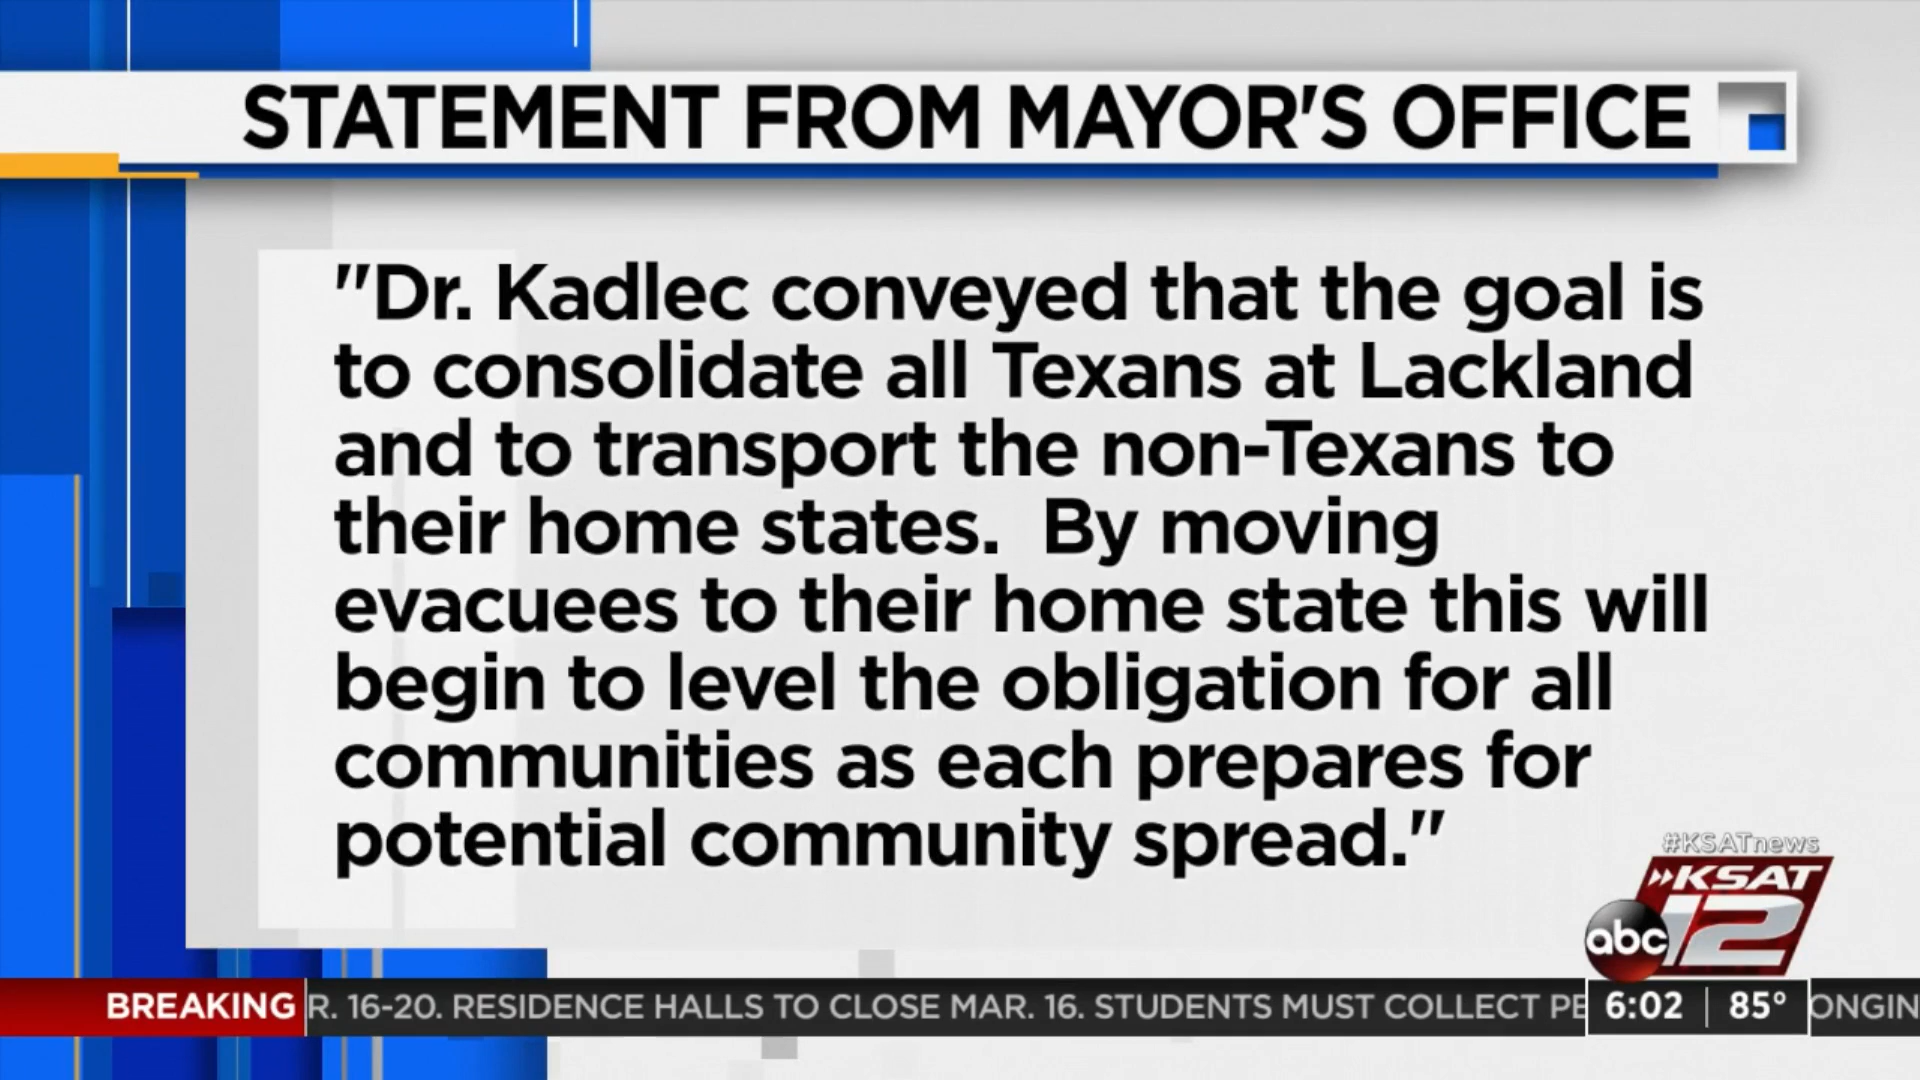 STATEMENT FROM MAYOR'S OFFICE
"Dr. Kadlec conveyed that the goal is
to consolidate all Texans at Lackland
and to transport the non-Texans to
their home states.  By moving
evacuees to their home state this will
begin to level the obligation for all
communities as each prepares for
potential community spread."
#KSATnews
KSAT
abc 12
BREAKING R. 16-20. RESIDENCE HALLS TO CLOSE MAR. 16. STUDENTS MUST COLLECT PE 6:02 85° ONGIN